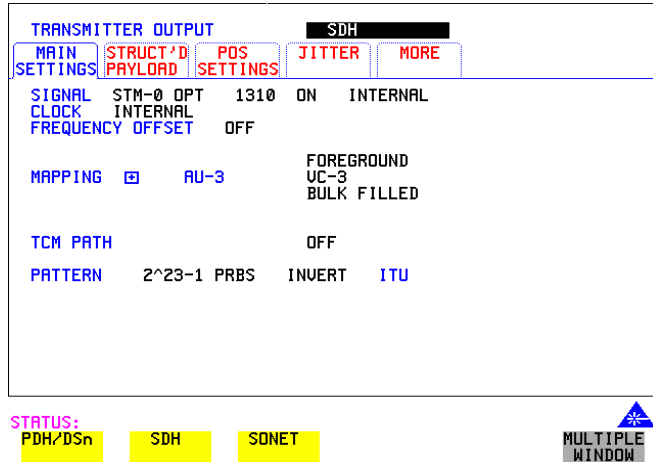 TRANSMITTER OUTPUT SDH
MAIN SETTINGS STRUCT'D PAYLOAD POS SETTINGS JITTER MORE
SIGNAL STM-0 OPT 1310 ON INTERNAL
CLOCK INTERNAL
FREQUENCY OFFSET OFF
FOREGROUND
MAPPING + AU-3 VC-3
BULK FILLED
TCM PATH OFF
PATTERN 2^23-1 PRBS INVERT ITU
STATUS:
PDH/DSn SDH SONET MULTIPLE WINDOW